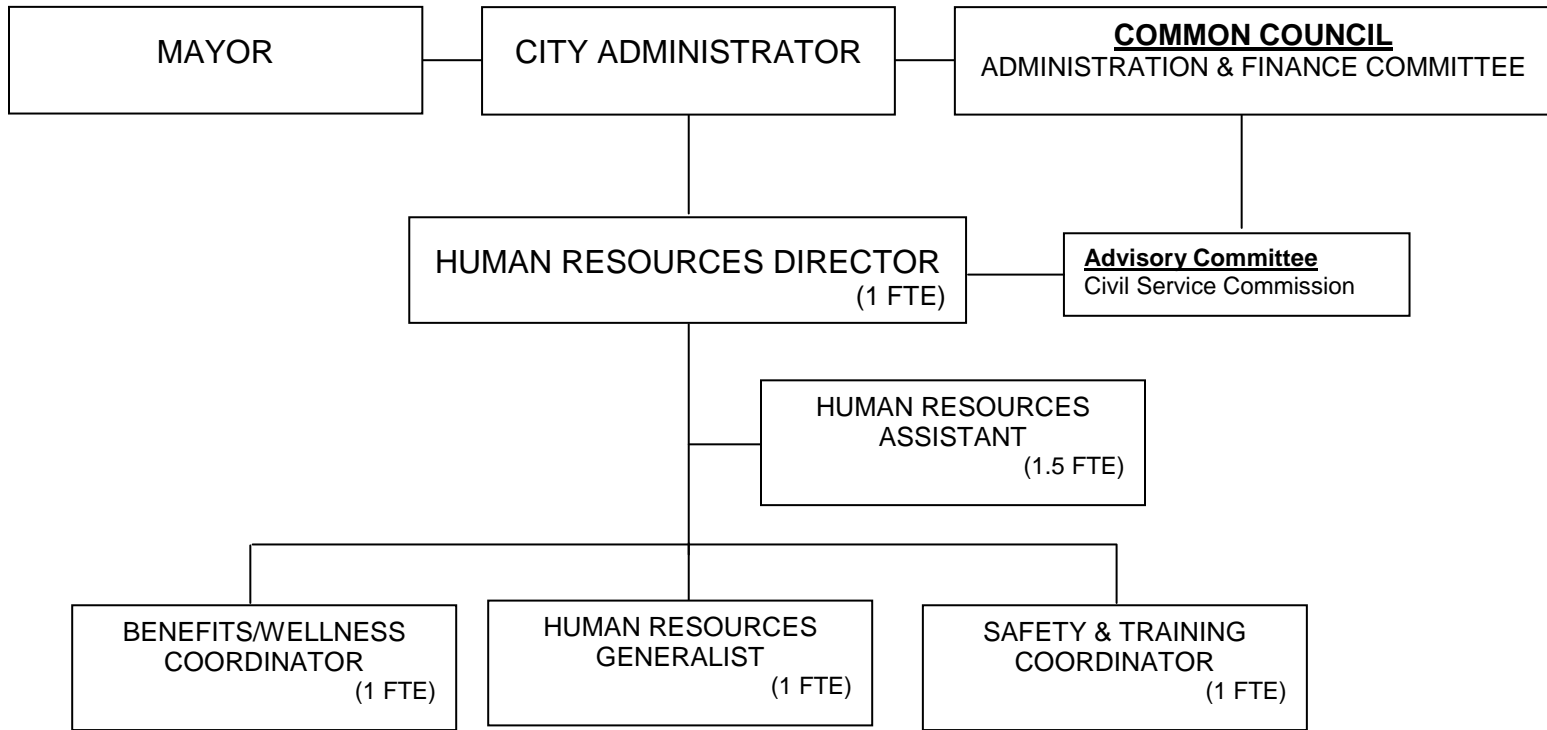 MAYOR
CITY ADMINISTRATOR
COMMON COUNCIL
ADMINISTRATION & FINANCE COMMITTEE
HUMAN RESOURCES DIRECTOR
(1 FTE)
Advisory Committee
Civil Service Commission
HUMAN RESOURCES
ASSISTANT
(1.5 FTE)
BENEFITS/WELLNESS
COORDINATOR
(1 FTE)
HUMAN RESOURCES
GENERALIST
(1 FTE)
SAFETY & TRAINING
COORDINATOR
(1 FTE)